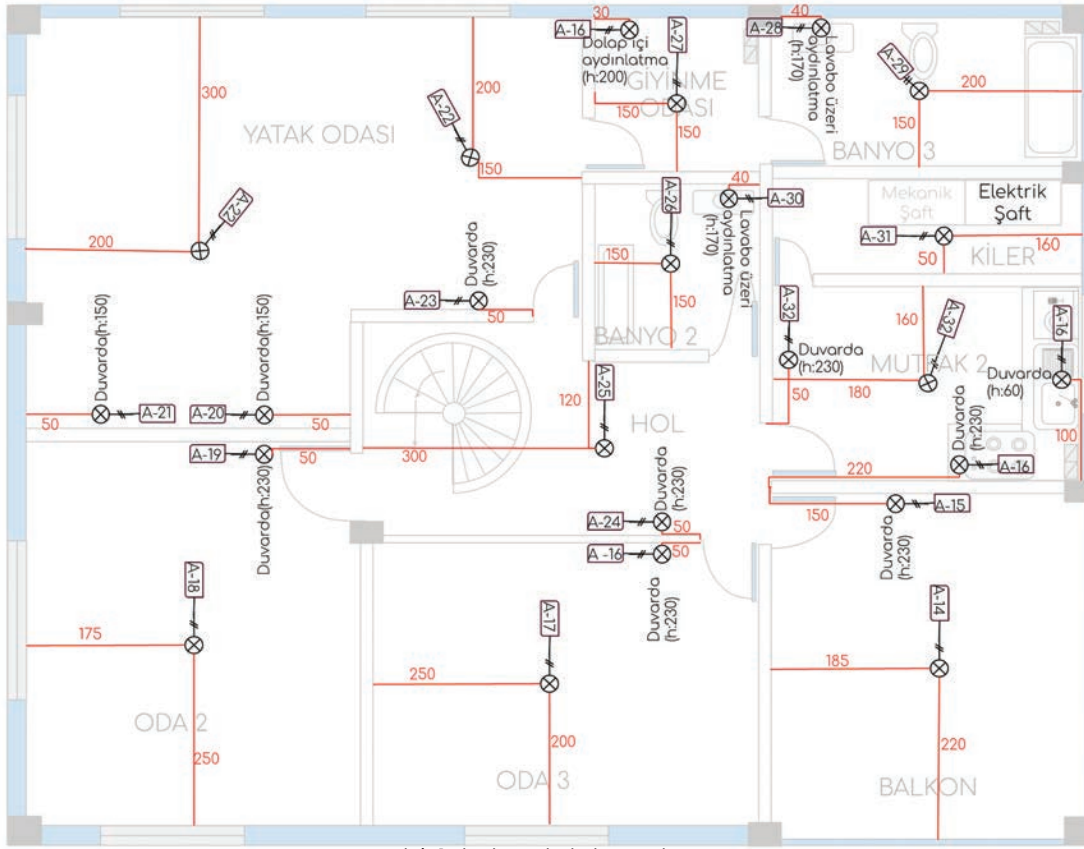 30
40
A-16
A-27
A-28
Dolap içi
aydınlatma
(h:200)
Lavabo üzeri
aydınlatma
(h:170)
A-29
300
200
A-22
GİYİNME
ODASI
150
150
200
150
YATAK ODASI
150
BANYO 3
40
A-22
A-26
A-30
Mekanik
Şaft
Elektrik
Şaft
Lavabo üzeri
aydınlatma
(h:170)
200
A-31
160
50
KİLER
150
Duvarda
(h:230)
A-23
50
150
A-32
160
A-32
A-16
BANYO 2
Duvarda
(h:230)
MUTFAK 2
Duvarda
(h:60)
Duvarda(h:150)
Duvarda(h:150)
180
50
120
A-25
50
A-21
A-20
50
HOL
Duvarda
(h:230)
100
A-19
50
300
220
A-16
Duvarda(h:230)
Duvarda
(h:230)
150
A-15
A-24
50
A -16
50
Duvarda
(h:230)
Duvarda
(h:230)
A-18
A-17
A-14
175
250
185
ODA 2
250
200
220
ODA 3
BALKON